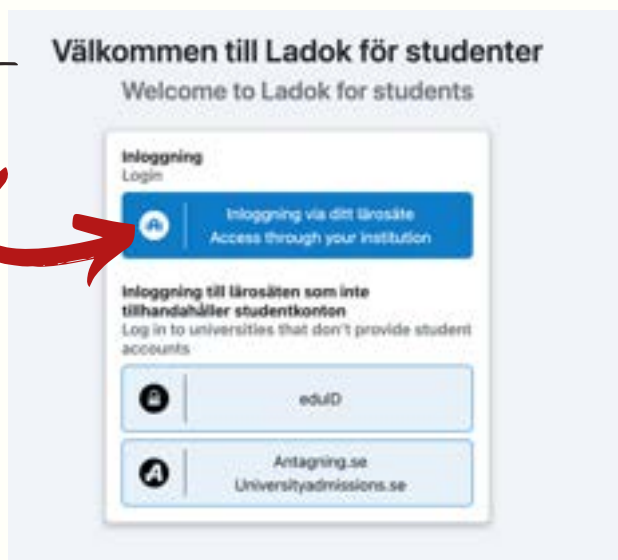 Välkommen till Ladok för studenter
Welcome to Ladok for students
Inloggning
Login
Inloggning via ditt lärosäte
Access through your institution
Inloggning till lärosäten som inte
tillhandahåller studentkonton
Log in to universities that don't provide student
accounts
eduID
Antagning.se
Universityadmissions.se